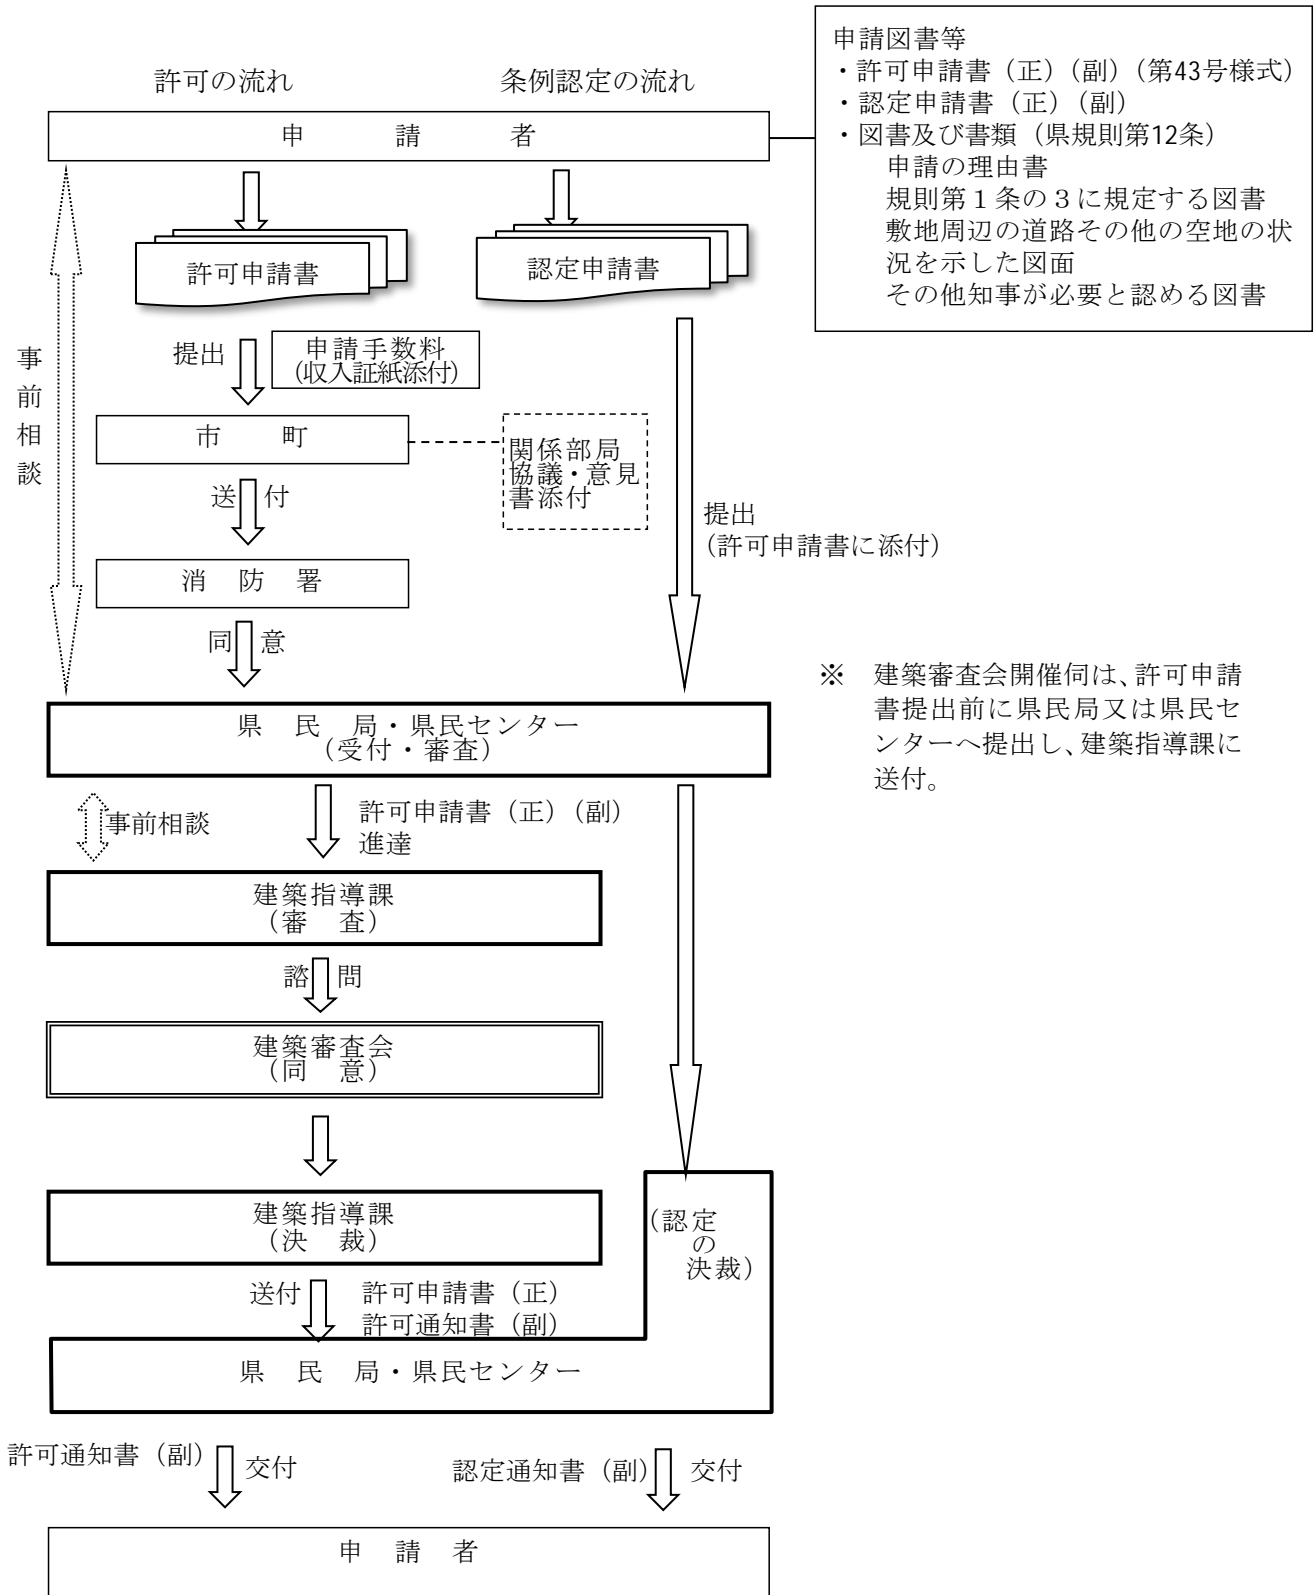 許可の流れ
条例認定の流れ
申　　請　　者
申請図書等
・許可申請書（正）（副）（第43号様式）
・認定申請書（正）（副）
・図書及び書類（県規則第12条）
申請の理由書
規則第１条の３に規定する図書
敷地周辺の道路その他の空地の状
況を示した図面
その他知事が必要と認める図書
許可申請書
認定申請書
事前相談
提出
申請手数料
（収入証紙添付）
市　　町
関係部局
協議・意見
書添付
送　付
提出
（許可申請書に添付）
消　防　署
同　意
※　建築審査会開催伺は、許可申請
書提出前に県民局又は県民セ
ンターへ提出し、建築指導課に
送付。
県　民　局・県民センター
（受付・審査）
事前相談
許可申請書（正）（副）
進達
建築指導課
（審　査）
諮　問
建築審査会
（同　意）
建築指導課
（決　裁）
（認定
の
決裁）
送付
許可申請書（正）
許可通知書（副）
県　民　局・県民センター
許可通知書（副）
交付
認定通知書（副）
交付
申　請　者